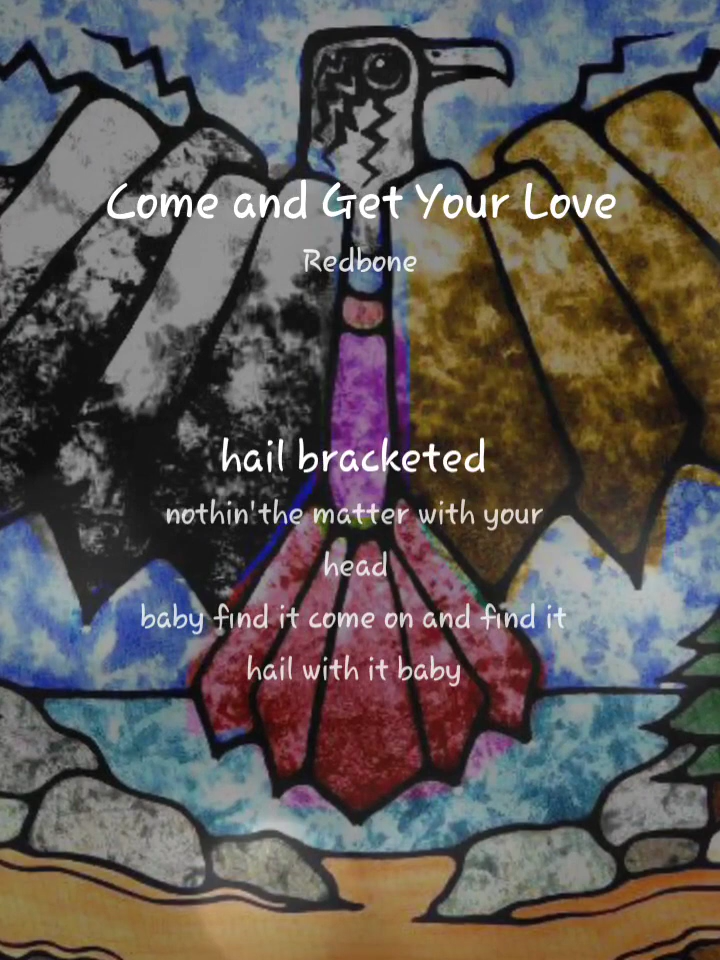 Come and Get Your Love
Redbone
hail bracketed
nothin'the matter with your
head
baby find it come on and find it
hail with it baby